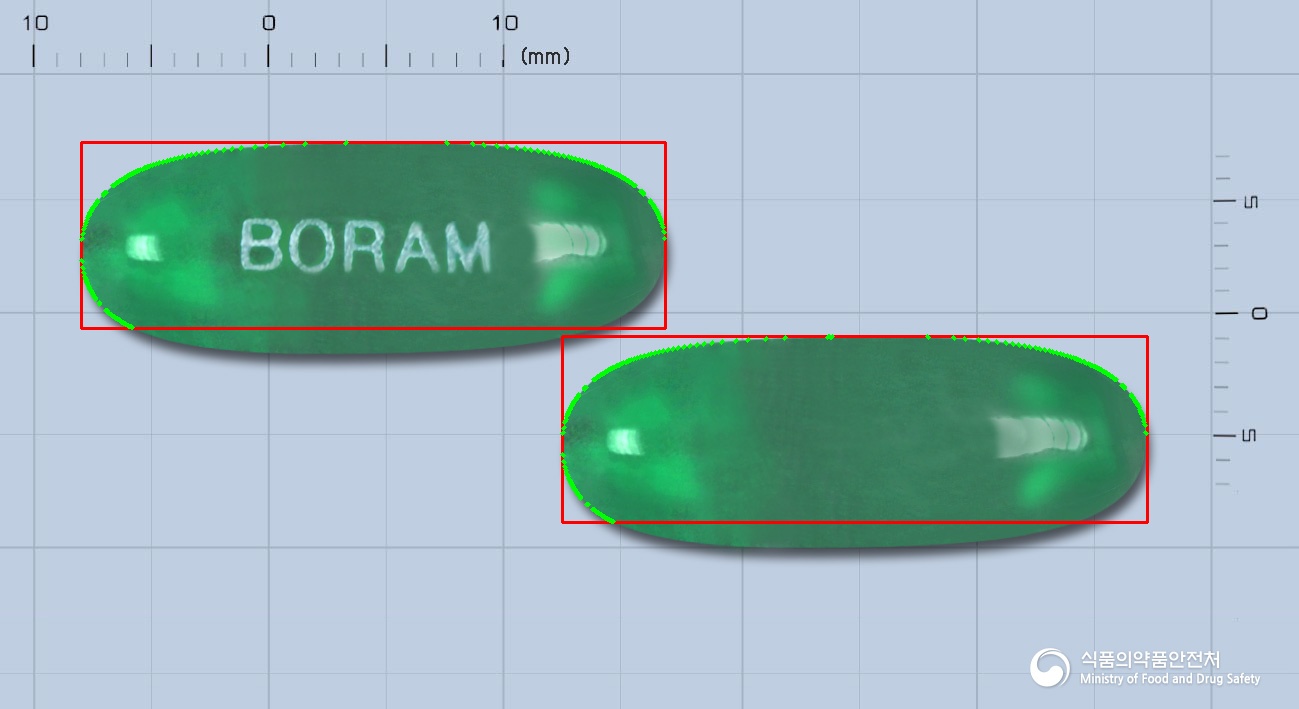 10 0 10
(mm)
BORAM
5
0
5
식품의약품안전처
Ministry of Food and Drug Safety